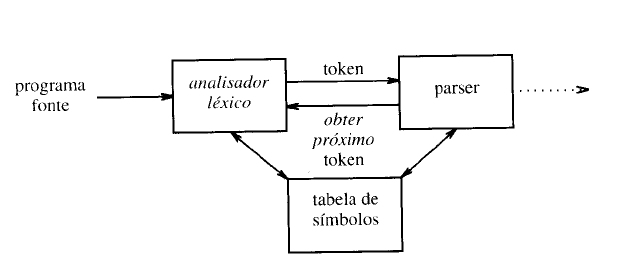 programa
fonte
analisador
léxico
token
obter
próximo
token
parser
tabela de
símbolos